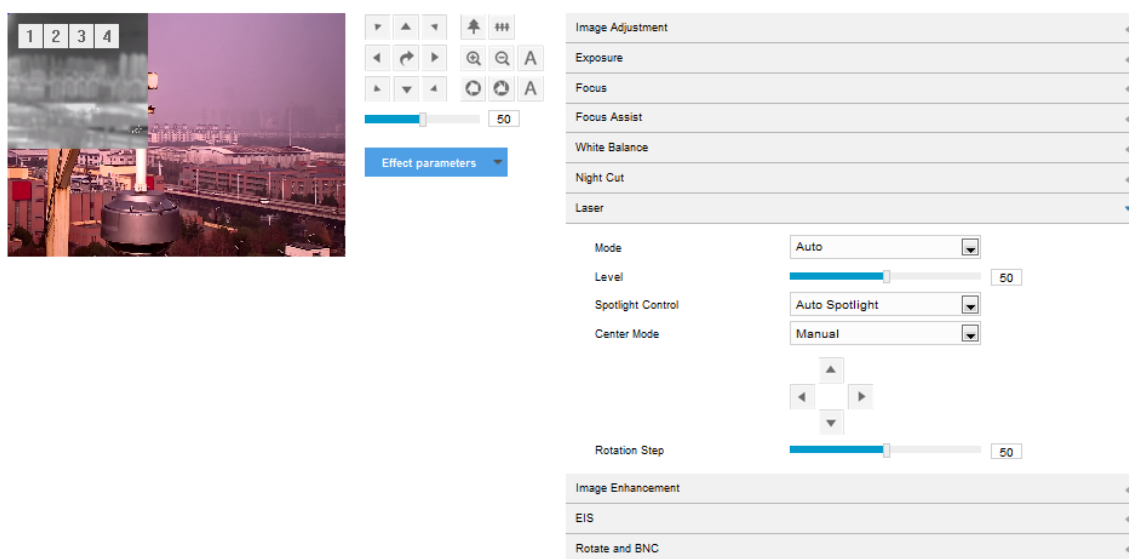 1 2 3 4
A
A
50
Effect parameters
Image Adjustment
Exposure
Focus
Focus Assist
White Balance
Night Cut
Laser
Mode Auto
Level 50
Spotlight Control Auto Spotlight
Center Mode Manual
Rotation Step 50
Image Enhancement
EIS
Rotate and BNC